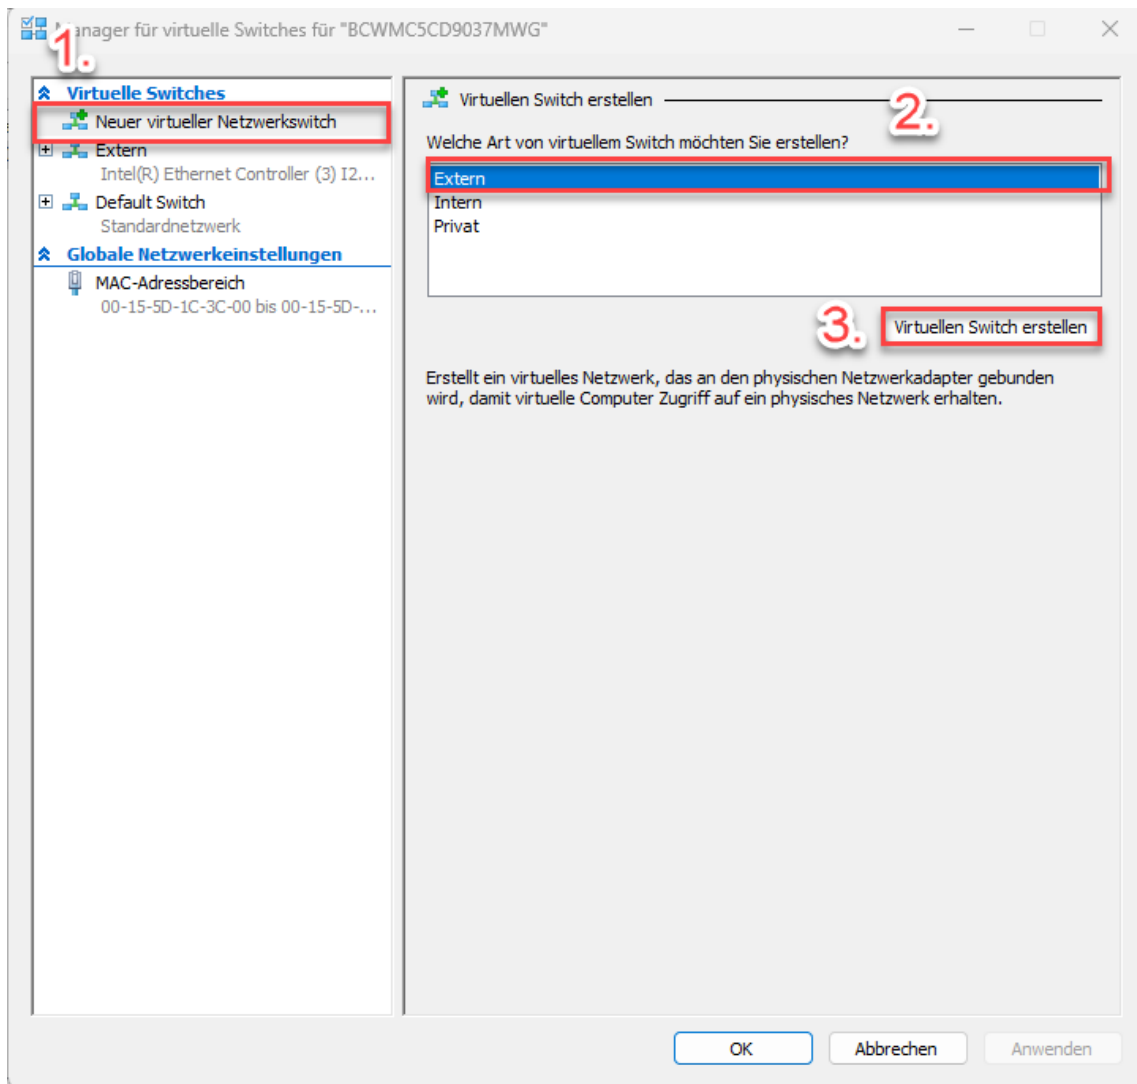 Manager für virtuelle Switches für "BCWMC5CD9037MWG"
1.
Virtuelle Switches
Neuer virtueller Netzwerkswitch
Extern
Intel(R) Ethernet Controller (3) I2...
Default Switch
Standardnetzwerk
Globale Netzwerkeinstellungen
MAC-Adressbereich
00-15-5D-1C-3C-00 bis 00-15-5D-...
Virtuellen Switch erstellen
2.
Welche Art von virtuellem Switch möchten Sie erstellen?
Extern
Intern
Privat
3.
Virtuellen Switch erstellen
Erstellt ein virtuelles Netzwerk, das an den physischen Netzwerkadapter gebunden
wird, damit virtuelle Computer Zugriff auf ein physisches Netzwerk erhalten.
OK
Abbrechen
Anwenden